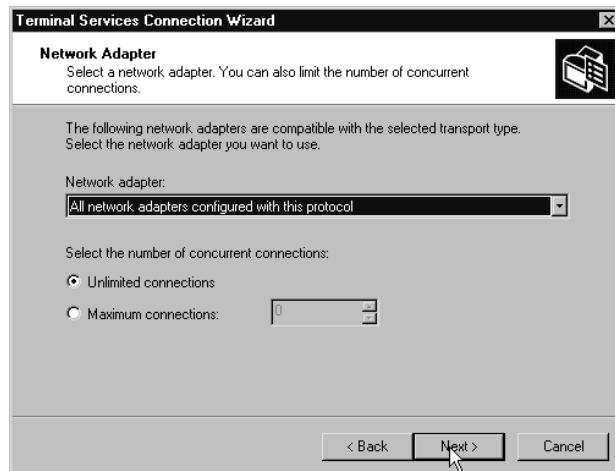 Terminal Services Connection Wizard
Network Adapter
Select a network adapter. You can also limit the number of concurrent
connections.
The following network adapters are compatible with the selected transport type.
Select the network adapter you want to use.
Network adapter:
All network adapters configured with this protocol
Select the number of concurrent connections:
Unlimited connections
Maximum connections: 0
< Back Next > Cancel